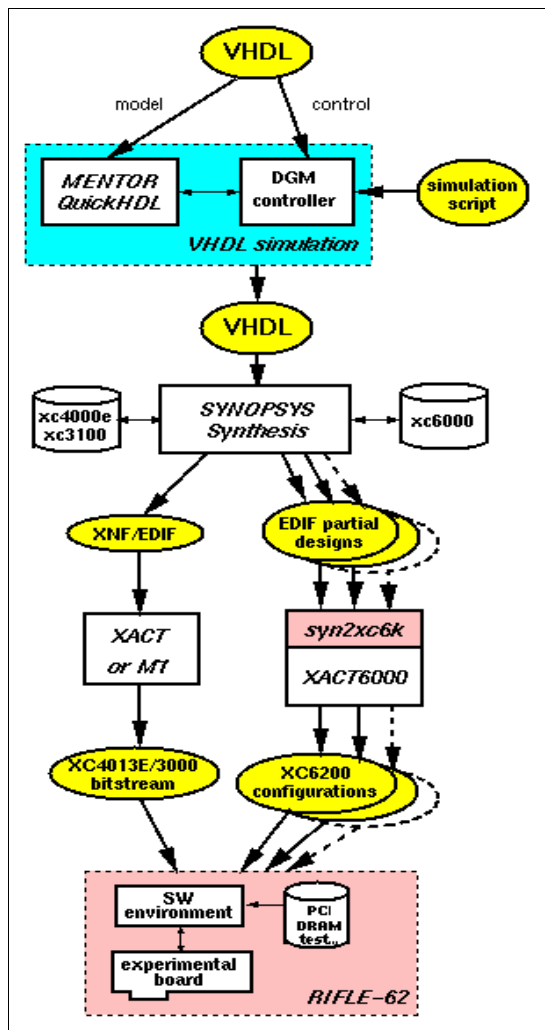 VHDL
model
control
MENTOR
QuickHDL
DGM
controller
simulation
script
VHDL simulation
VHDL
xc4000e
xc3100
SYNOPSYS
Synthesis
xc6000
XNF/EDIF
EDIF partial
designs
XACT
or M1
syn2xc6k
XACT6000
XC4013E/3000
bitstream
XC6200
configurations
SW
environment
PCI
DRAM
test..
experimental
board
RIFLE-62